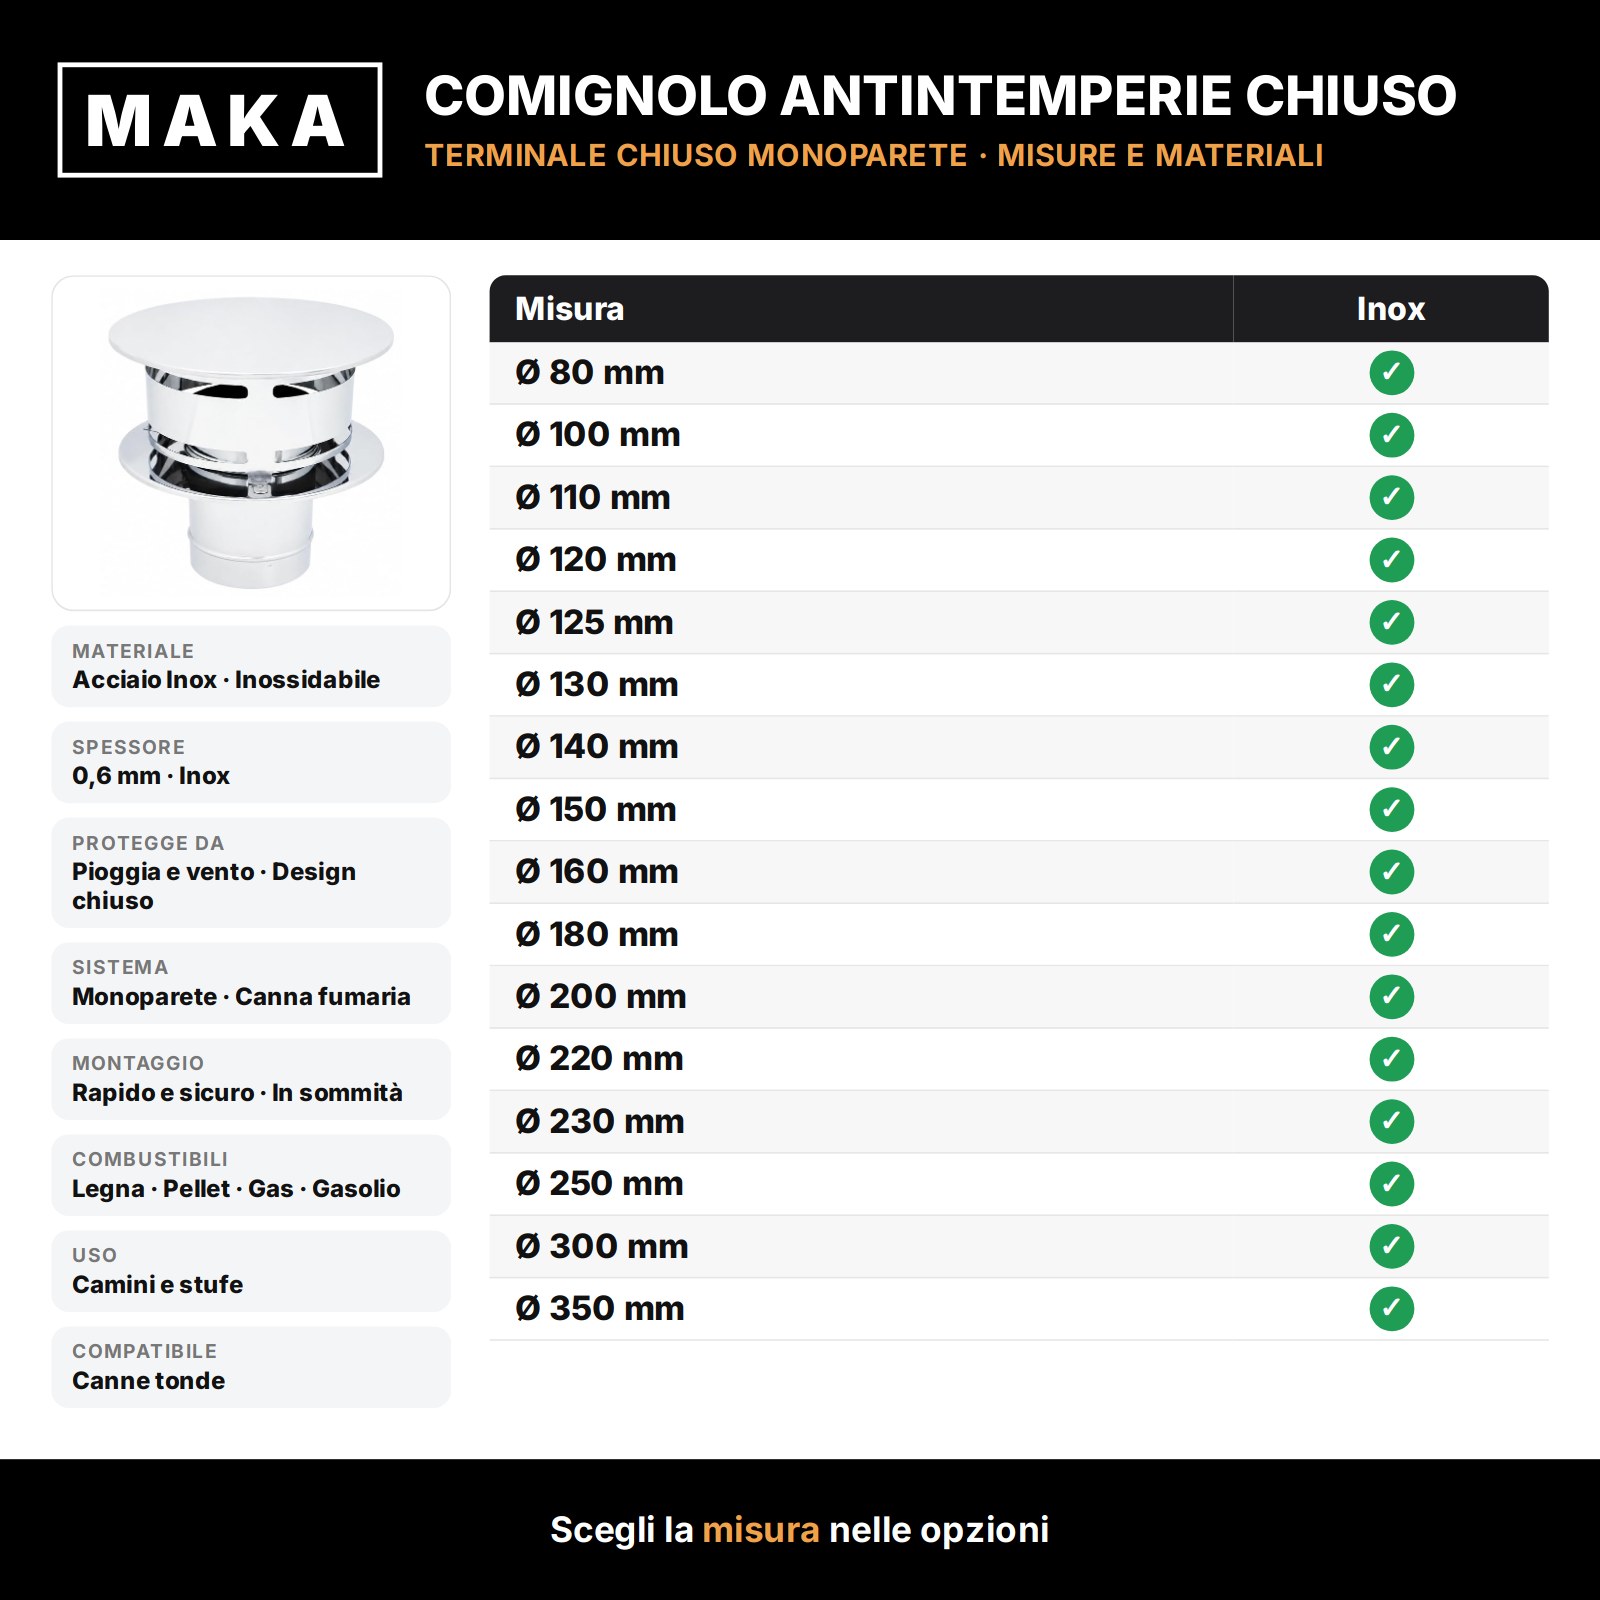 MAKA
COMIGNOLO ANTINTEMPERIE CHIUSO
TERMINALE CHIUSO MONOPARETE · MISURE E MATERIALI
MATERIALE
Acciaio Inox · Inossidabile
SPESSORE
0,6 mm · Inox
PROTEGGE DA
Pioggia e vento · Design
chiuso
SISTEMA
Monoparete · Canna fumaria
MONTAGGIO
Rapido e sicuro · In sommità
COMBUSTIBILI
Legna · Pellet · Gas · Gasolio
USO
Camini e stufe
COMPATIBILE
Canne tonde
Misura Inox
Ø 80 mm ✓
Ø 100 mm ✓
Ø 110 mm ✓
Ø 120 mm ✓
Ø 125 mm ✓
Ø 130 mm ✓
Ø 140 mm ✓
Ø 150 mm ✓
Ø 160 mm ✓
Ø 180 mm ✓
Ø 200 mm ✓
Ø 220 mm ✓
Ø 230 mm ✓
Ø 250 mm ✓
Ø 300 mm ✓
Ø 350 mm ✓
Scegli la misura nelle opzioni